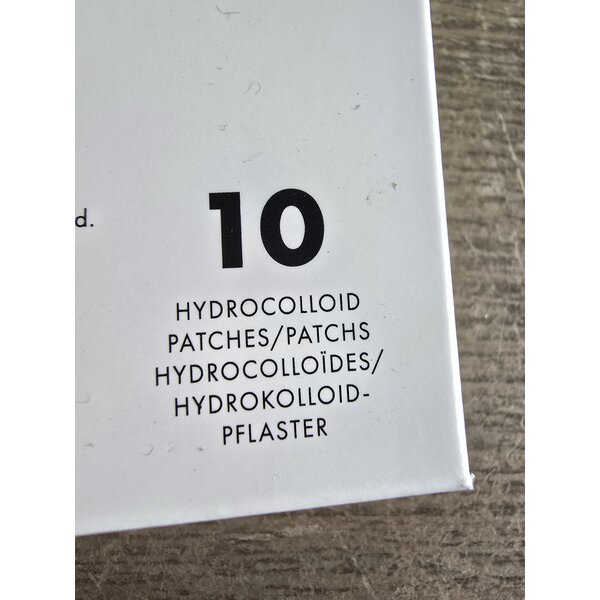 d.
10
HYDROCOLLOID
PATCHES/PATCHS
HYDROCOLLOÏDES/
HYDROKOLLOID-
PFLASTER